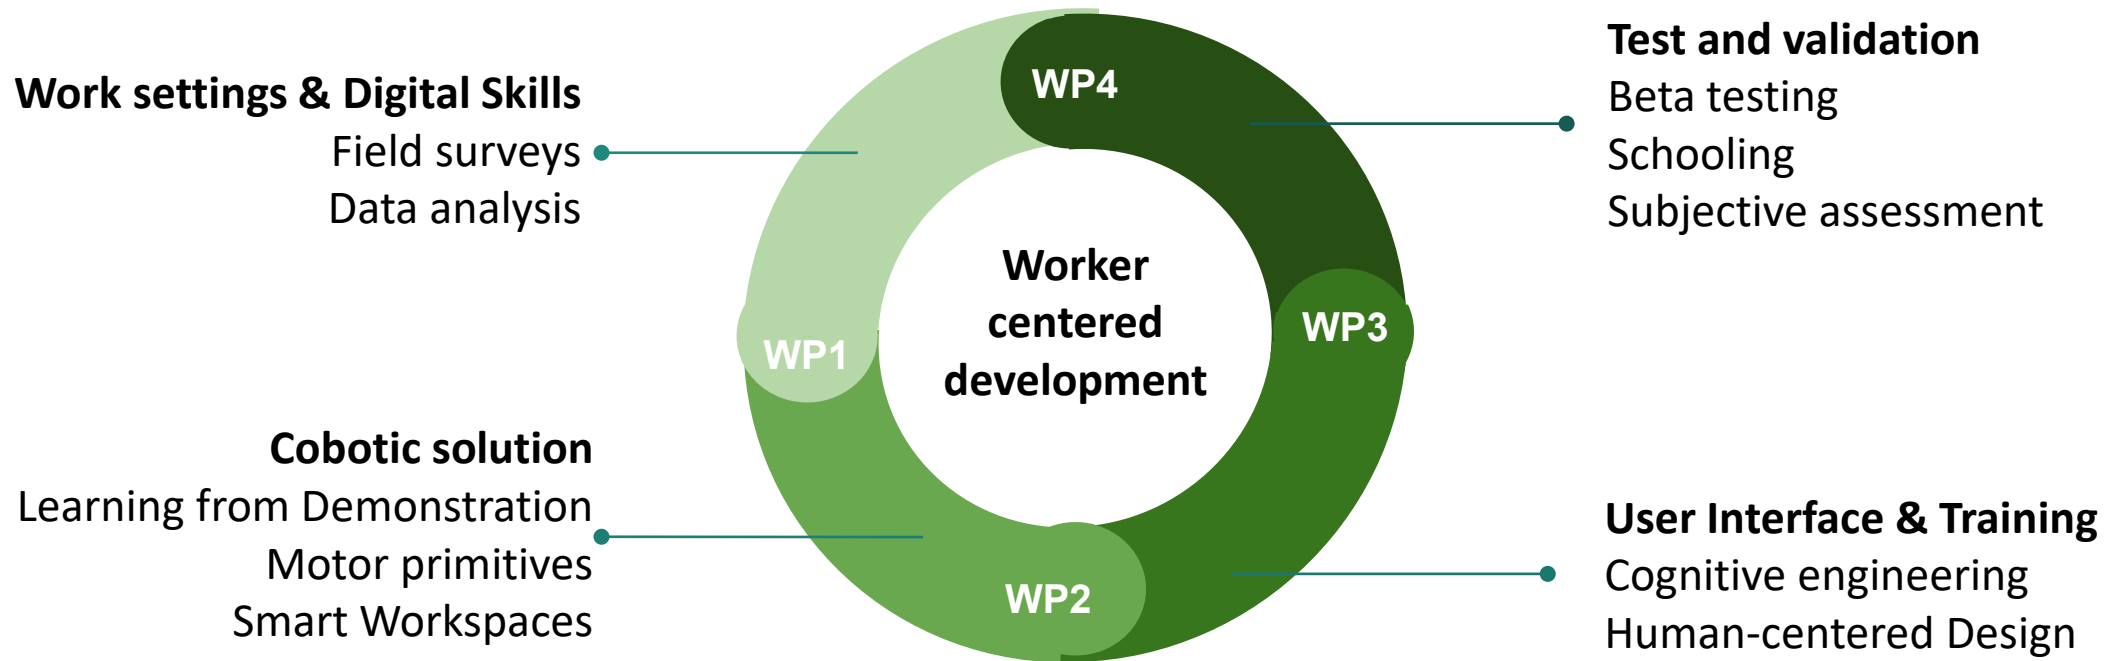 Work settings & Digital Skills
Field surveys
Data analysis
WP4
Test and validation
Beta testing
Schooling
Subjective assessment
Worker
centered
development
WP1
WP3
Cobotic solution
Learning from Demonstration
Motor primitives
Smart Workspaces
WP2
User Interface & Training
Cognitive engineering
Human-centered Design